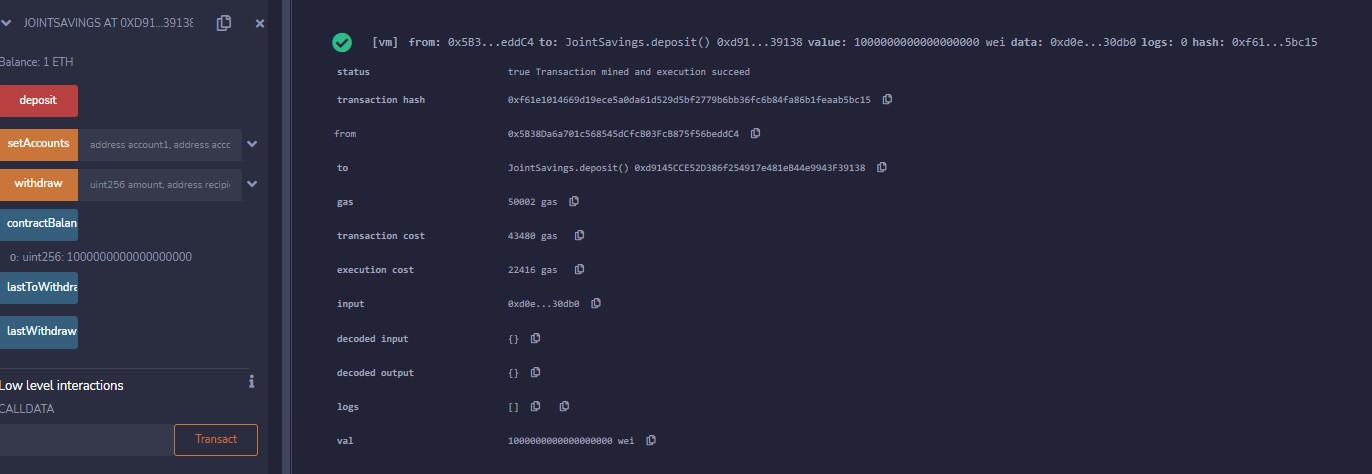 JOINTSAVINGS AT 0XD91...39138
Balance: 1 ETH
deposit
setAccounts address account1, address acco
withdraw uint256 amount, address recipi
contractBalan
0: uint256: 1000000000000000000
lastToWithdra
lastWithdraw
Low level interactions
CALLDATA
Transact
[vm] from: 0x5B3...eddC4 to: JointSavings.deposit() 0xd91...39138 value: 1000000000000000000 wei data: 0xd0e...30db0 logs: 0 hash: 0xf61...5bc15
status true Transaction mined and execution succeed
transaction hash 0xf61e1014669d19ece5a0da61d529d5bf2779b6bb36fc6b84fa86b1feaab5bc15
from 0x5B38Da6a701c568545dCfcB03FcB875f56beddC4
to JointSavings.deposit() 0xd9145CCE52D386f254917e481eB44e9943F39138
gas 50002 gas
transaction cost 43480 gas
execution cost 22416 gas
input 0xd0e...30db0
decoded input {}
decoded output {}
logs []
val 1000000000000000000 wei